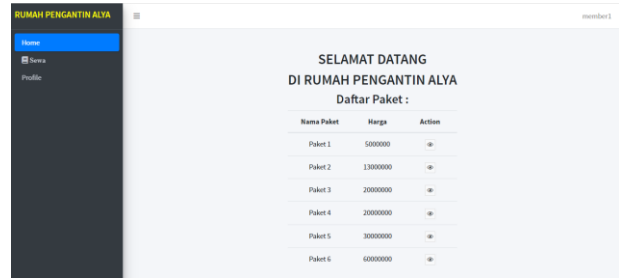 RUMAH PENGANTIN ALYA
member1
Home
Sewa
Profile
SELAMAT DATANG
DI RUMAH PENGANTIN ALYA
Daftar Paket :
Nama Paket Harga Action
Paket 1 5000000
Paket 2 13000000
Paket 3 20000000
Paket 4 20000000
Paket 5 30000000
Paket 6 60000000